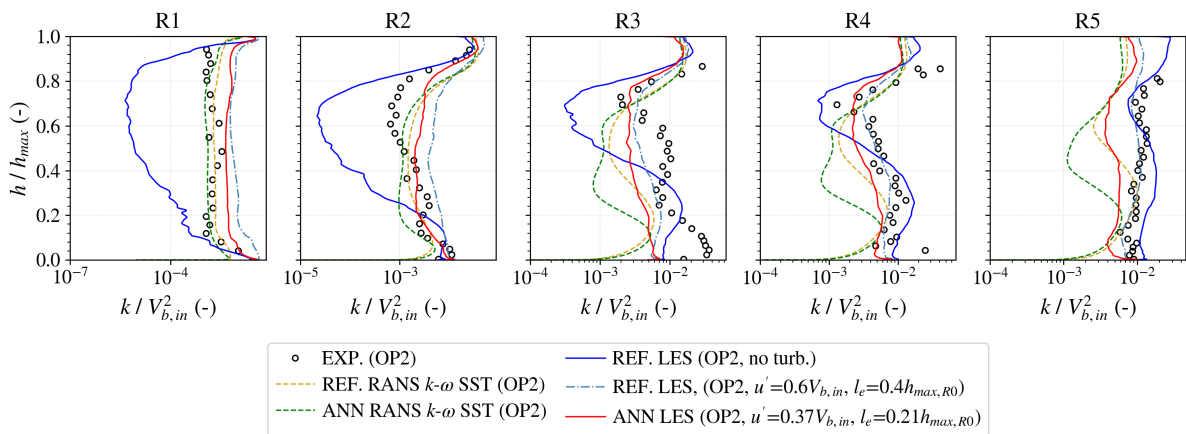 R1 R2 R3 R4 R5
1.0
0.8
0.6
0.4
0.2
0.0
h / h_max
10^-7 10^-4 10^-5 10^-3 10^-4 10^-3 10^-2 10^-4 10^-3 10^-2 10^-4 10^-3 10^-2
k / V²_b,in (-) k / V²_b,in (-) k / V²_b,in (-) k / V²_b,in (-) k / V²_b,in (-)
EXP. (OP2)
REF. RANS k-ω SST (OP2)
ANN RANS k-ω SST (OP2)
REF. LES (OP2, no turb.)
REF. LES, (OP2, u′=0.6V_b,in, l_e=0.4h_max,R0)
ANN LES (OP2, u′=0.37V_b,in, l_e=0.21h_max,R0)